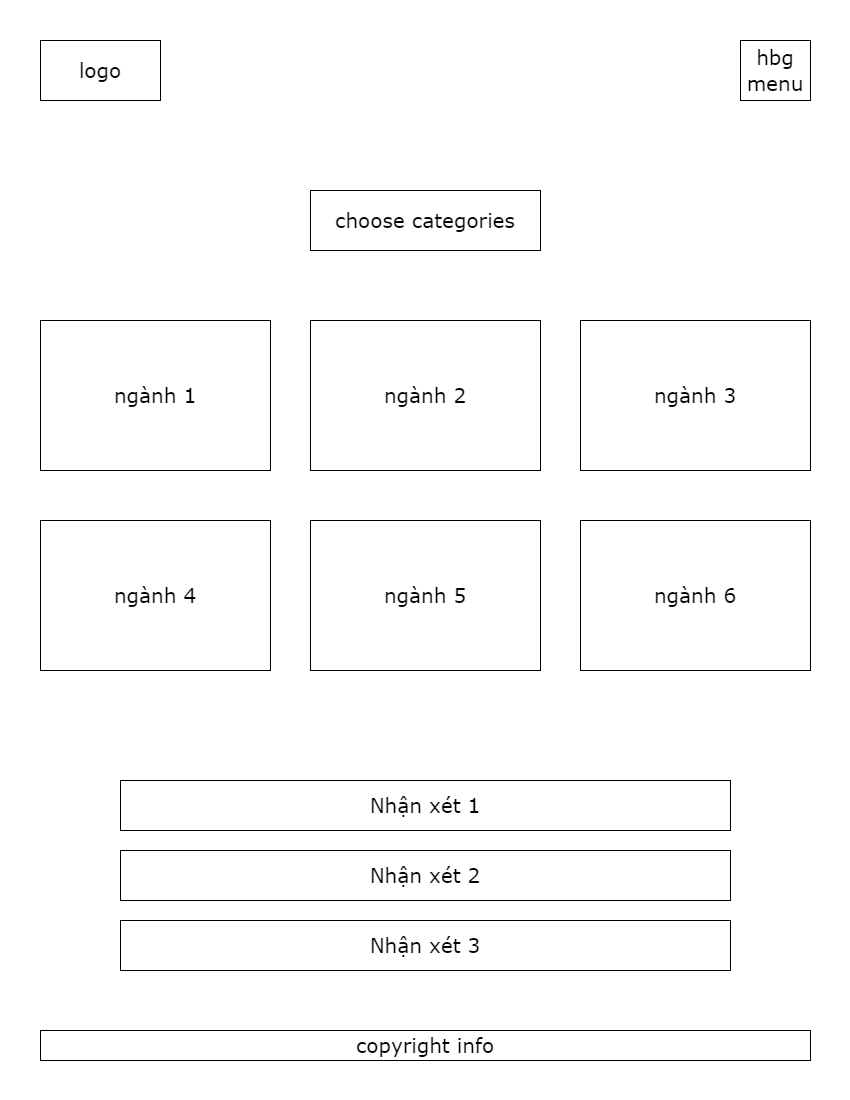 logo
hbg
menu
choose categories
ngành 1
ngành 2
ngành 3
ngành 4
ngành 5
ngành 6
Nhận xét 1
Nhận xét 2
Nhận xét 3
copyright info